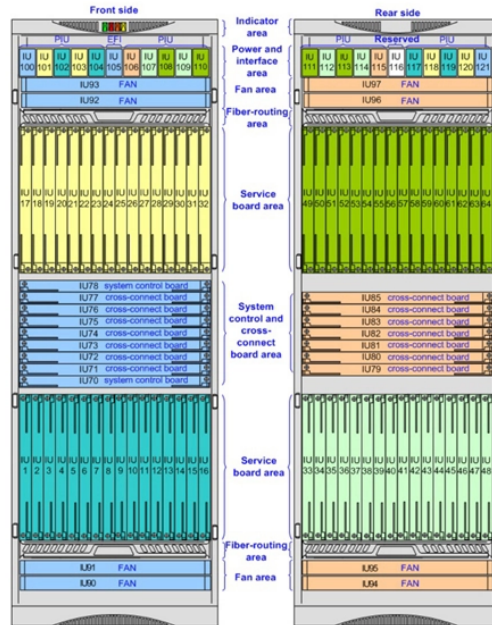 Front side
Indicator area
Rear side
PIU EFI PIU
Power and interface area
PIU Reserved PIU
IU 100 IU 101 IU 102 IU 103 IU 104 IU 105 IU 106 IU 107 IU 108 IU 109 IU 110
IU 111 IU 112 IU 113 IU 114 IU 115 IU 116 IU 117 IU 118 IU 119 IU 120 IU 121
IU93 FAN
IU92 FAN
Fan area
IU97 FAN
IU96 FAN
Fiber-routing area
IU 17 IU 18 IU 19 IU 20 IU 21 IU 22 IU 23 IU 24 IU 25 IU 26 IU 27 IU 28 IU 29 IU 30 IU 31 IU 32
Service board area
IU 49 IU 50 IU 51 IU 52 IU 53 IU 54 IU 55 IU 56 IU 57 IU 58 IU 59 IU 60 IU 61 IU 62 IU 63 IU 64
IU78 system control board
IU77 cross-connect board
IU76 cross-connect board
IU75 cross-connect board
IU74 cross-connect board
IU73 cross-connect board
IU72 cross-connect board
IU71 cross-connect board
IU70 system control board
System control and cross-connect board area
IU85 cross-connect board
IU84 cross-connect board
IU83 cross-connect board
IU82 cross-connect board
IU81 cross-connect board
IU80 cross-connect board
IU79 cross-connect board
IU 1 IU 2 IU 3 IU 4 IU 5 IU 6 IU 7 IU 8 IU 9 IU 10 IU 11 IU 12 IU 13 IU 14 IU 15 IU 16
Service board area
IU 33 IU 34 IU 35 IU 36 IU 37 IU 38 IU 39 IU 40 IU 41 IU 42 IU 43 IU 44 IU 45 IU 46 IU 47 IU 48
Fiber-routing area
IU91 FAN
IU90 FAN
Fan area
IU95 FAN
IU94 FAN